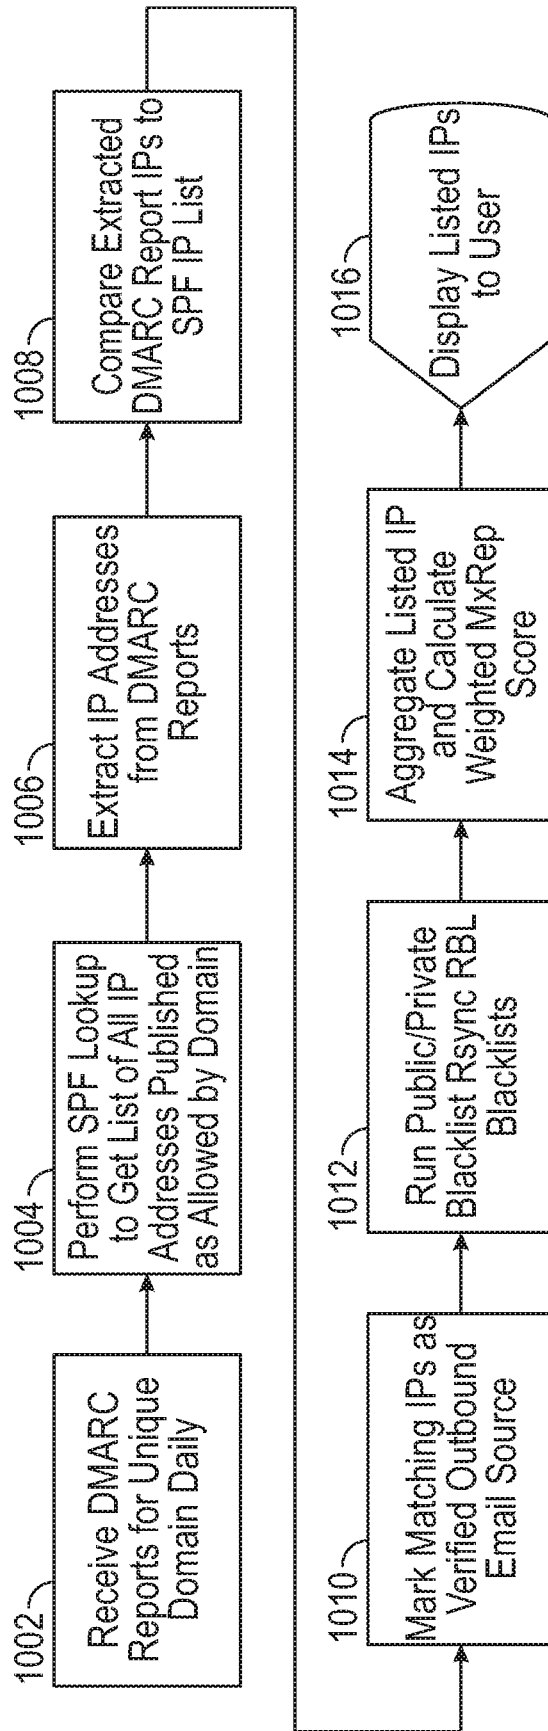 1002
Receive DMARC
Reports for Unique
Domain Daily
1004
Perform SPF Lookup
to Get List of All IP
Addresses Published
as Allowed by Domain
1006
Extract IP Addresses
from DMARC
Reports
1008
Compare Extracted
DMARC Report IPs to
SPF IP List
1010
Mark Matching IPs as
Verified Outbound
Email Source
1012
Run Public/Private
Blacklist Rsync RBL
Blacklists
1014
Aggregate Listed IP
and Calculate
Weighted MxRep
Score
1016
Display Listed IPs
to User